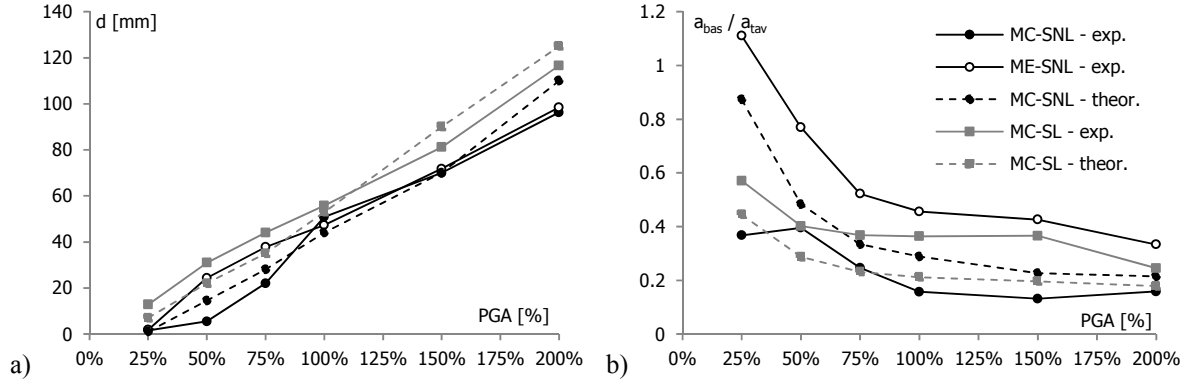 d [mm]
140
120
100
80
60
40
20
0
0% 25% 50% 75% 100% 125% 150% 175% 200%
PGA [%]
a)
a_bas / a_tav
1.2
1
0.8
0.6
0.4
0.2
0
0% 25% 50% 75% 100% 125% 150% 175% 200%
PGA [%]
MC-SNL - exp.
ME-SNL - exp.
MC-SNL - theor.
MC-SL - exp.
MC-SL - theor.
b)